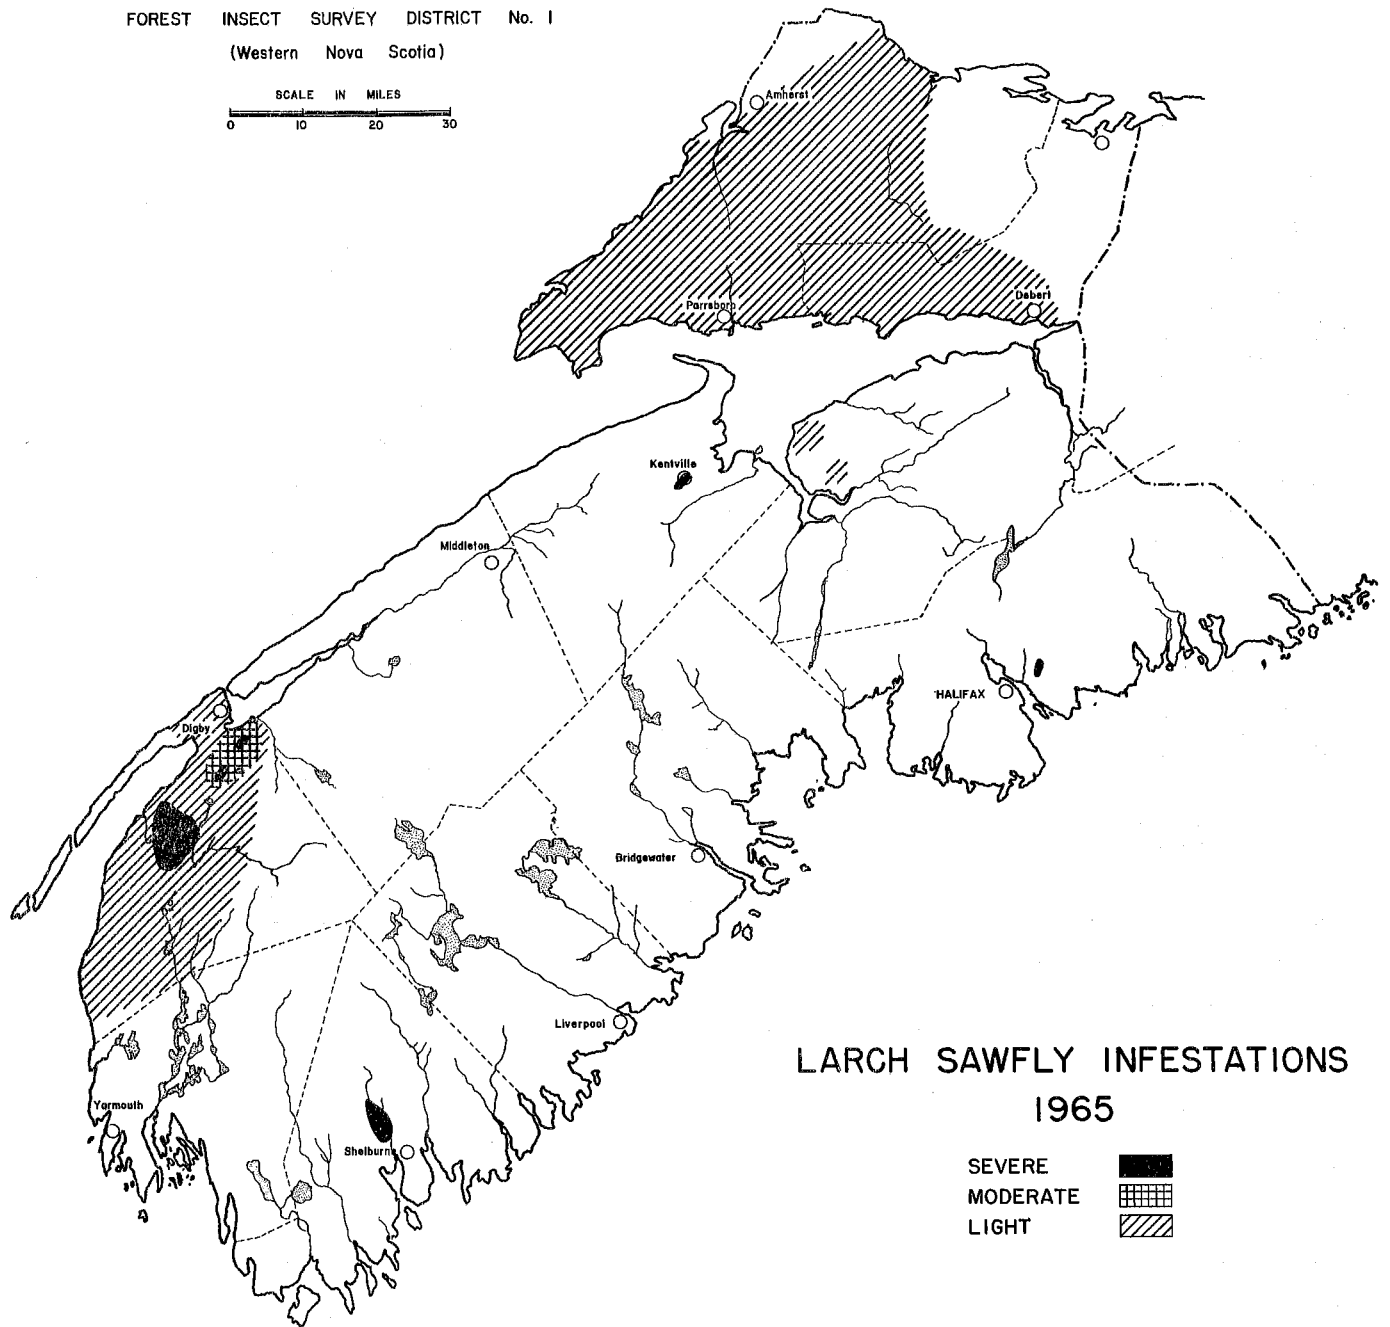 FOREST INSECT SURVEY DISTRICT No. 1
(Western Nova Scotia)
SCALE IN MILES
0 10 20 30
Amherst
Parrsboro
Debert
Kentville
Middleton
HALIFAX
Digby
Bridgewater
Liverpool
Yarmouth
Shelburne
LARCH SAWFLY INFESTATIONS
1965
SEVERE
MODERATE
LIGHT